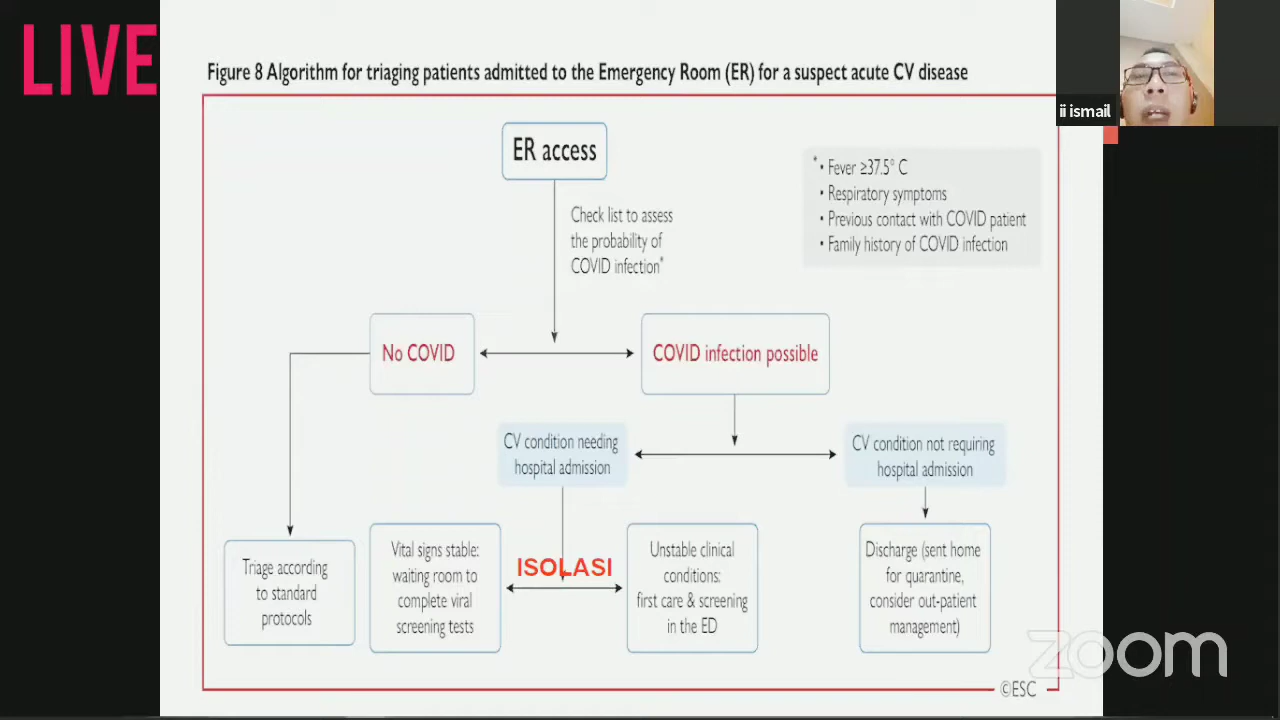 LIVE
Figure 8 Algorithm for triaging patients admitted to the Emergency Room (ER) for a suspect acute CV disease
ii ismail
ER access
* • Fever ≥37.5° C
• Respiratory symptoms
• Previous contact with COVID patient
• Family history of COVID infection
Check list to assess
the probability of
COVID infection*
No COVID
COVID infection possible
CV condition needing
hospital admission
CV condition not requiring
hospital admission
Triage according
to standard
protocols
Vital signs stable:
waiting room to
complete viral
screening tests
ISOLASI
Unstable clinical
conditions:
first care & screening
in the ED
Discharge (sent home
for quarantine,
consider out-patient
management)
zoom
©ESC